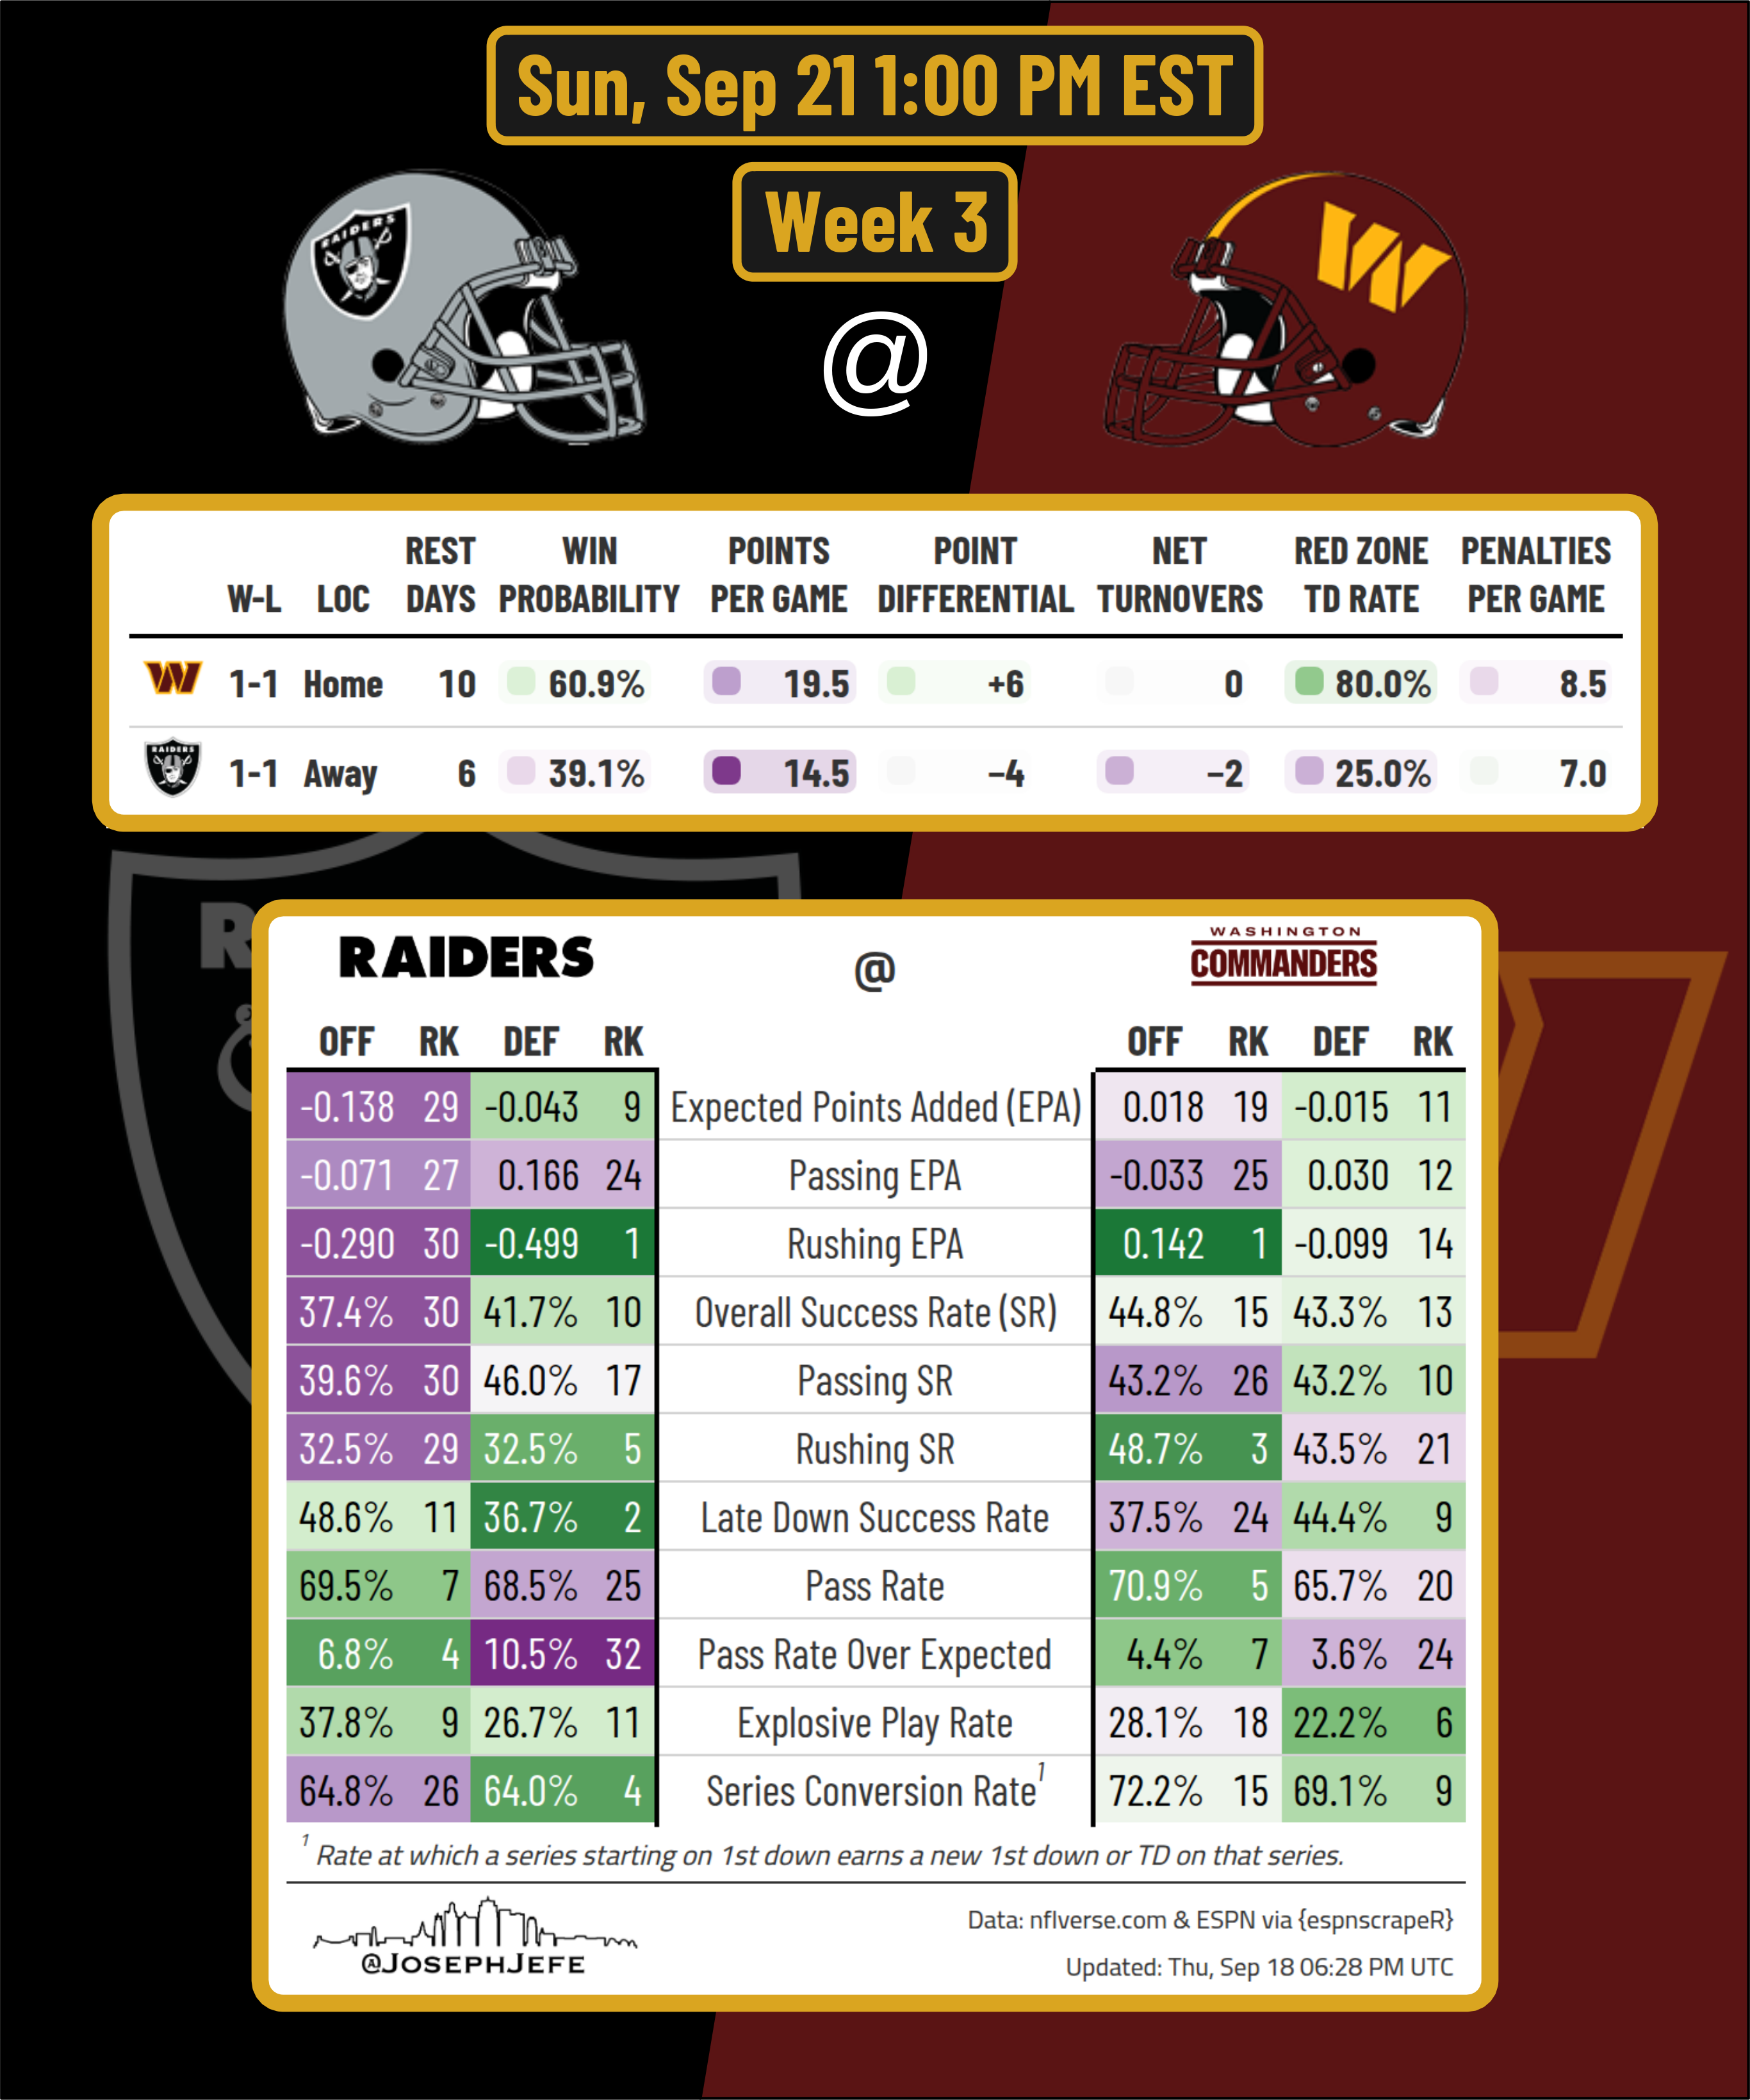 Sun, Sep 21 1:00 PM EST
Week 3
RAIDERS
@
W
REST WIN POINTS POINT NET RED ZONE PENALTIES
W-L LOC DAYS PROBABILITY PER GAME DIFFERENTIAL TURNOVERS TD RATE PER GAME
W 1-1 Home 10 60.9% 19.5 +6 0 80.0% 8.5
RAIDERS 1-1 Away 6 39.1% 14.5 −4 −2 25.0% 7.0
R
WASHINGTON
RAIDERS @ COMMANDERS
OFF RK DEF RK OFF RK DEF RK
-0.138 29 -0.043 9 Expected Points Added (EPA) 0.018 19 -0.015 11
-0.071 27 0.166 24 Passing EPA -0.033 25 0.030 12
-0.290 30 -0.499 1 Rushing EPA 0.142 1 -0.099 14
37.4% 30 41.7% 10 Overall Success Rate (SR) 44.8% 15 43.3% 13
39.6% 30 46.0% 17 Passing SR 43.2% 26 43.2% 10
32.5% 29 32.5% 5 Rushing SR 48.7% 3 43.5% 21
48.6% 11 36.7% 2 Late Down Success Rate 37.5% 24 44.4% 9
69.5% 7 68.5% 25 Pass Rate 70.9% 5 65.7% 20
6.8% 4 10.5% 32 Pass Rate Over Expected 4.4% 7 3.6% 24
37.8% 9 26.7% 11 Explosive Play Rate 28.1% 18 22.2% 6
64.8% 26 64.0% 4 Series Conversion Rate¹ 72.2% 15 69.1% 9
¹ Rate at which a series starting on 1st down earns a new 1st down or TD on that series.
@JOSEPHJEFE
Data: nflverse.com & ESPN via {espnscrapeR}
Updated: Thu, Sep 18 06:28 PM UTC